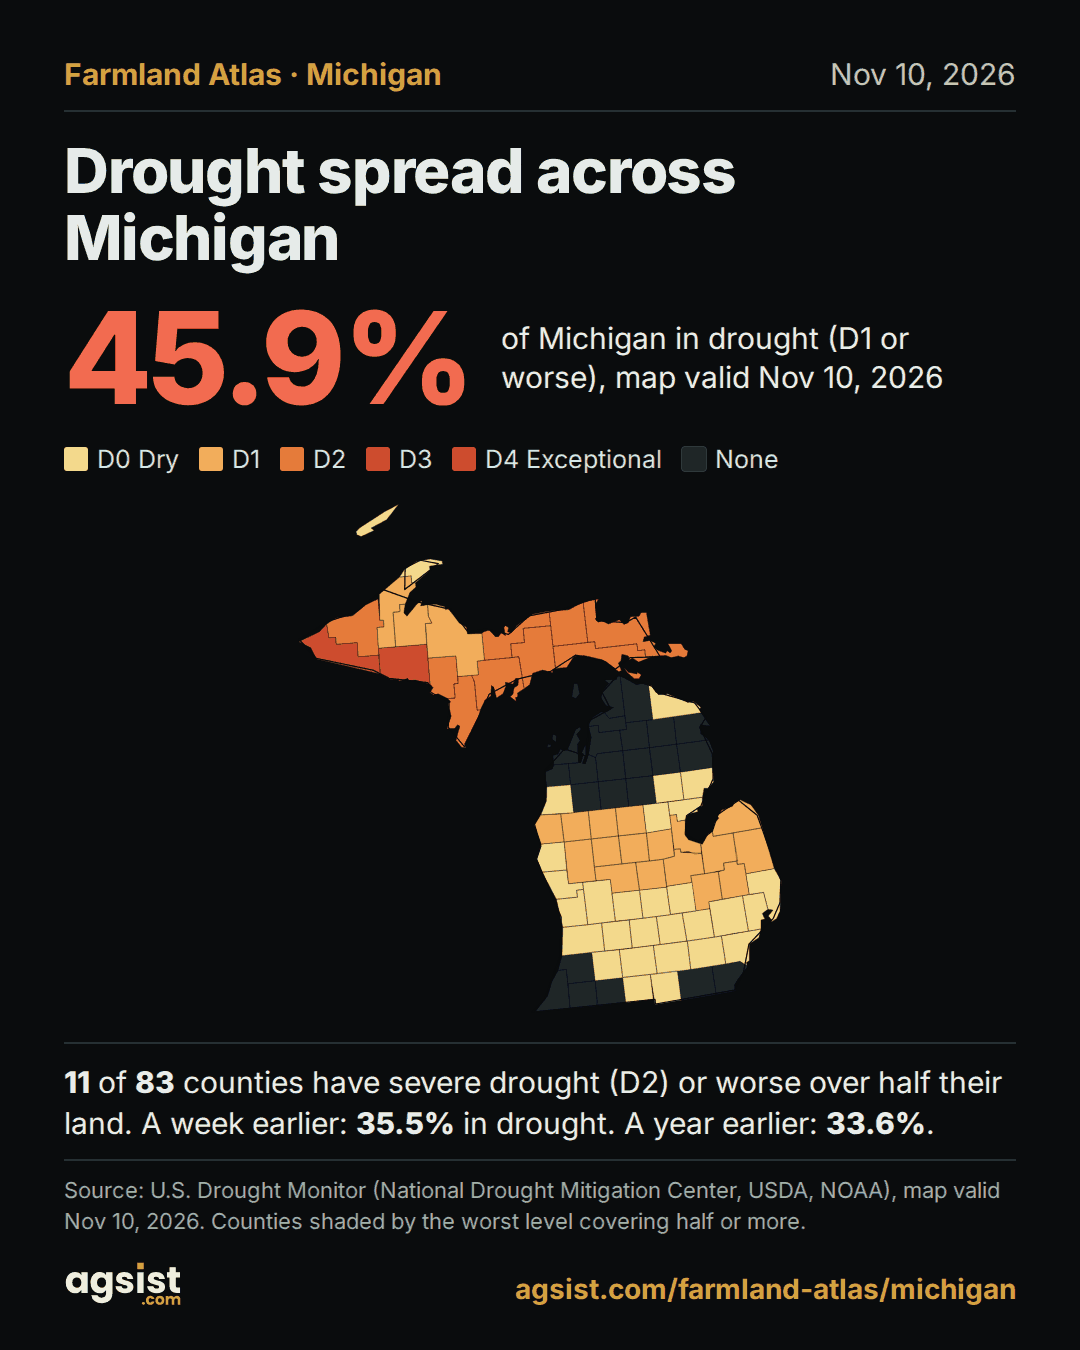 Farmland Atlas · Michigan
Nov 10, 2026
Drought spread across
Michigan
45.9%
of Michigan in drought (D1 or
worse), map valid Nov 10, 2026
D0 Dry D1 D2 D3 D4 Exceptional None
11 of 83 counties have severe drought (D2) or worse over half their
land. A week earlier: 35.5% in drought. A year earlier: 33.6%.
Source: U.S. Drought Monitor (National Drought Mitigation Center, USDA, NOAA), map valid
Nov 10, 2026. Counties shaded by the worst level covering half or more.
agsist
.com
agsist.com/farmland-atlas/michigan